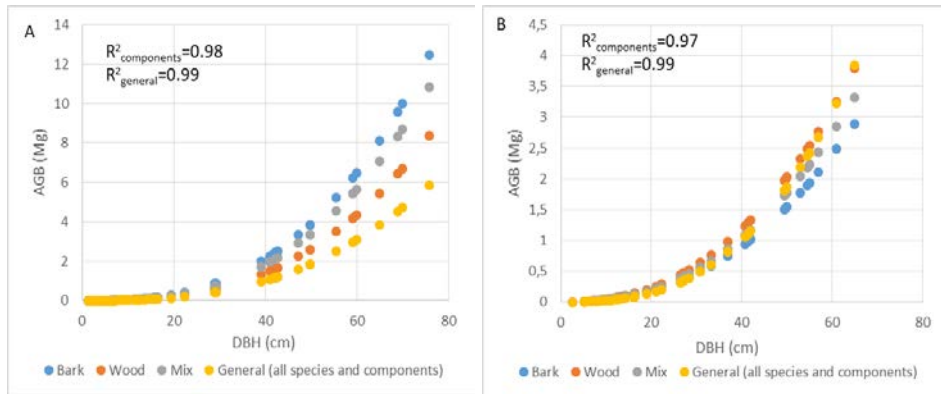 A
R²components=0.98
R²general=0.99
AGB (Mg)
14
12
10
8
6
4
2
0
0 20 40 60 80
DBH (cm)
Bark Wood Mix General (all species and components)
B
R²components=0.97
R²general=0.99
AGB (Mg)
4,5
4
3,5
3
2,5
2
1,5
1
0,5
0
0 20 40 60 80
DBH (cm)
Bark Wood Mix General (all species and components)